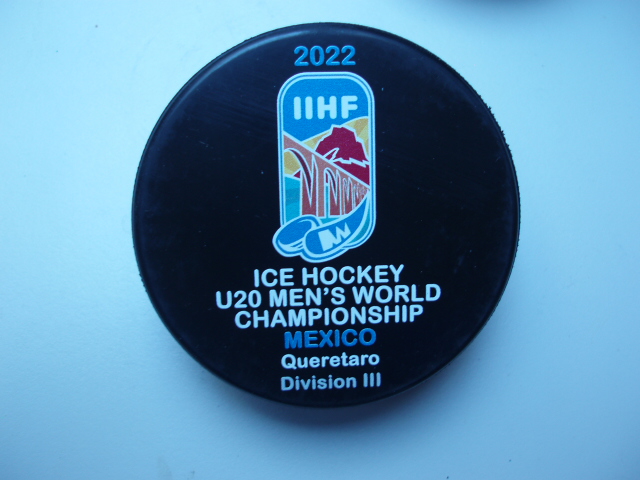 2022
IIHF
ICE HOCKEY
U20 MEN'S WORLD
CHAMPIONSHIP
MEXICO
Queretaro
Division III